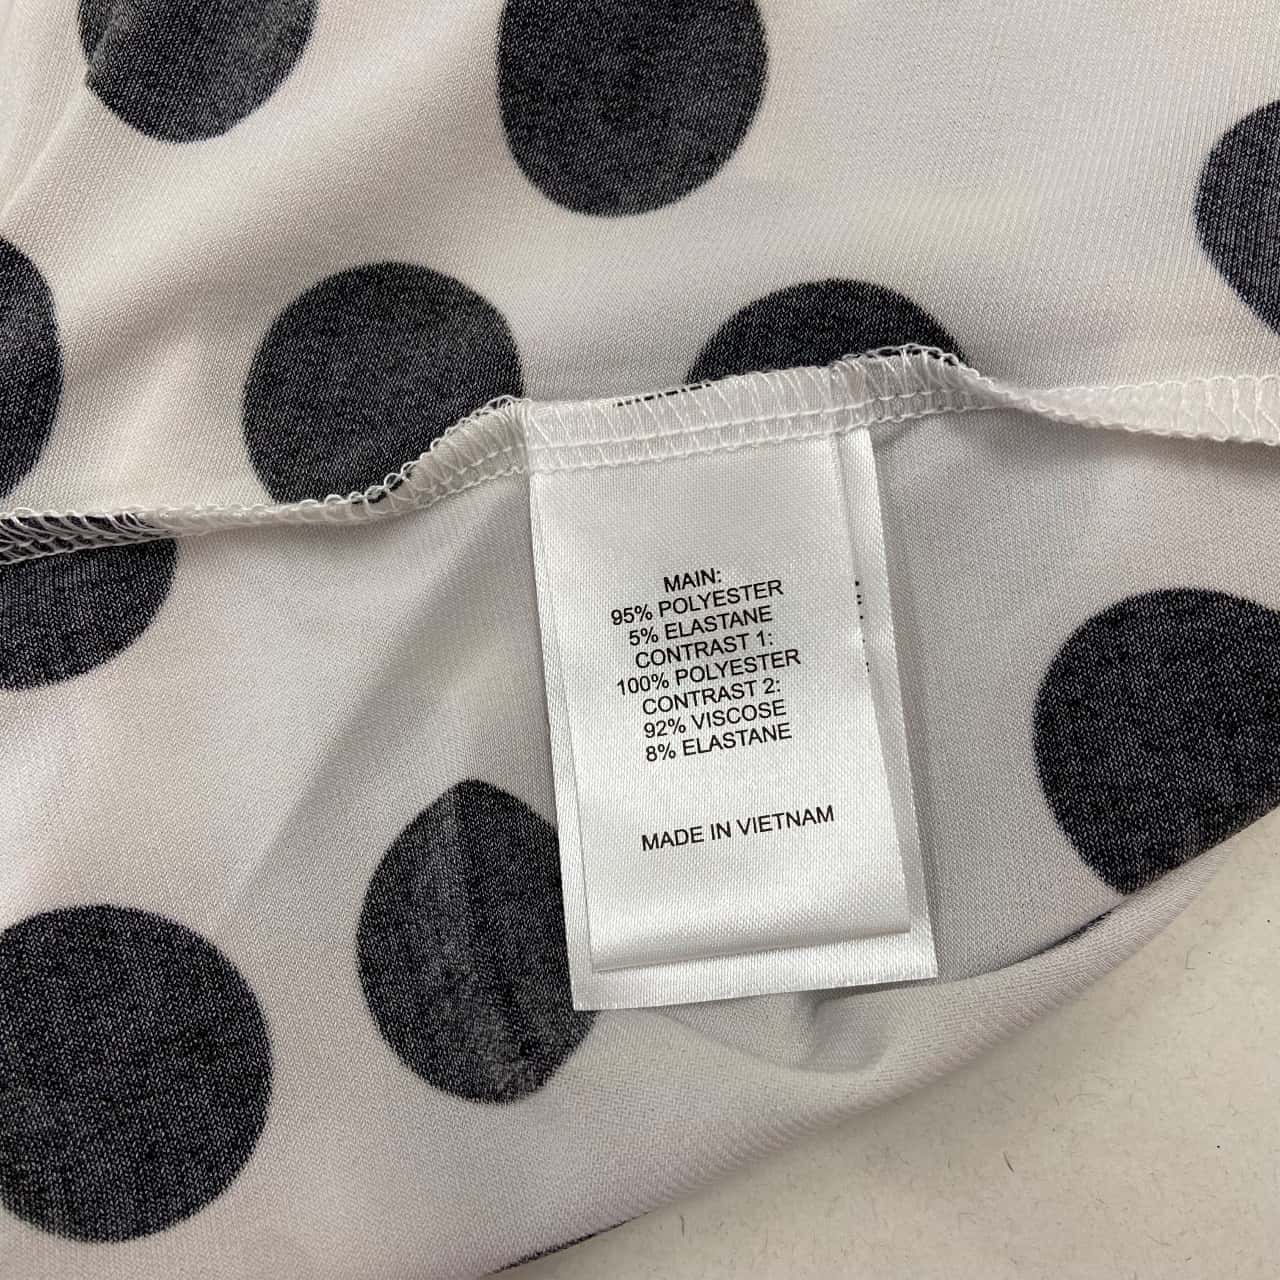 MAIN:
95% POLYESTER
5% ELASTANE
CONTRAST 1:
100% POLYESTER
CONTRAST 2:
92% VISCOSE
8% ELASTANE
MADE IN VIETNAM